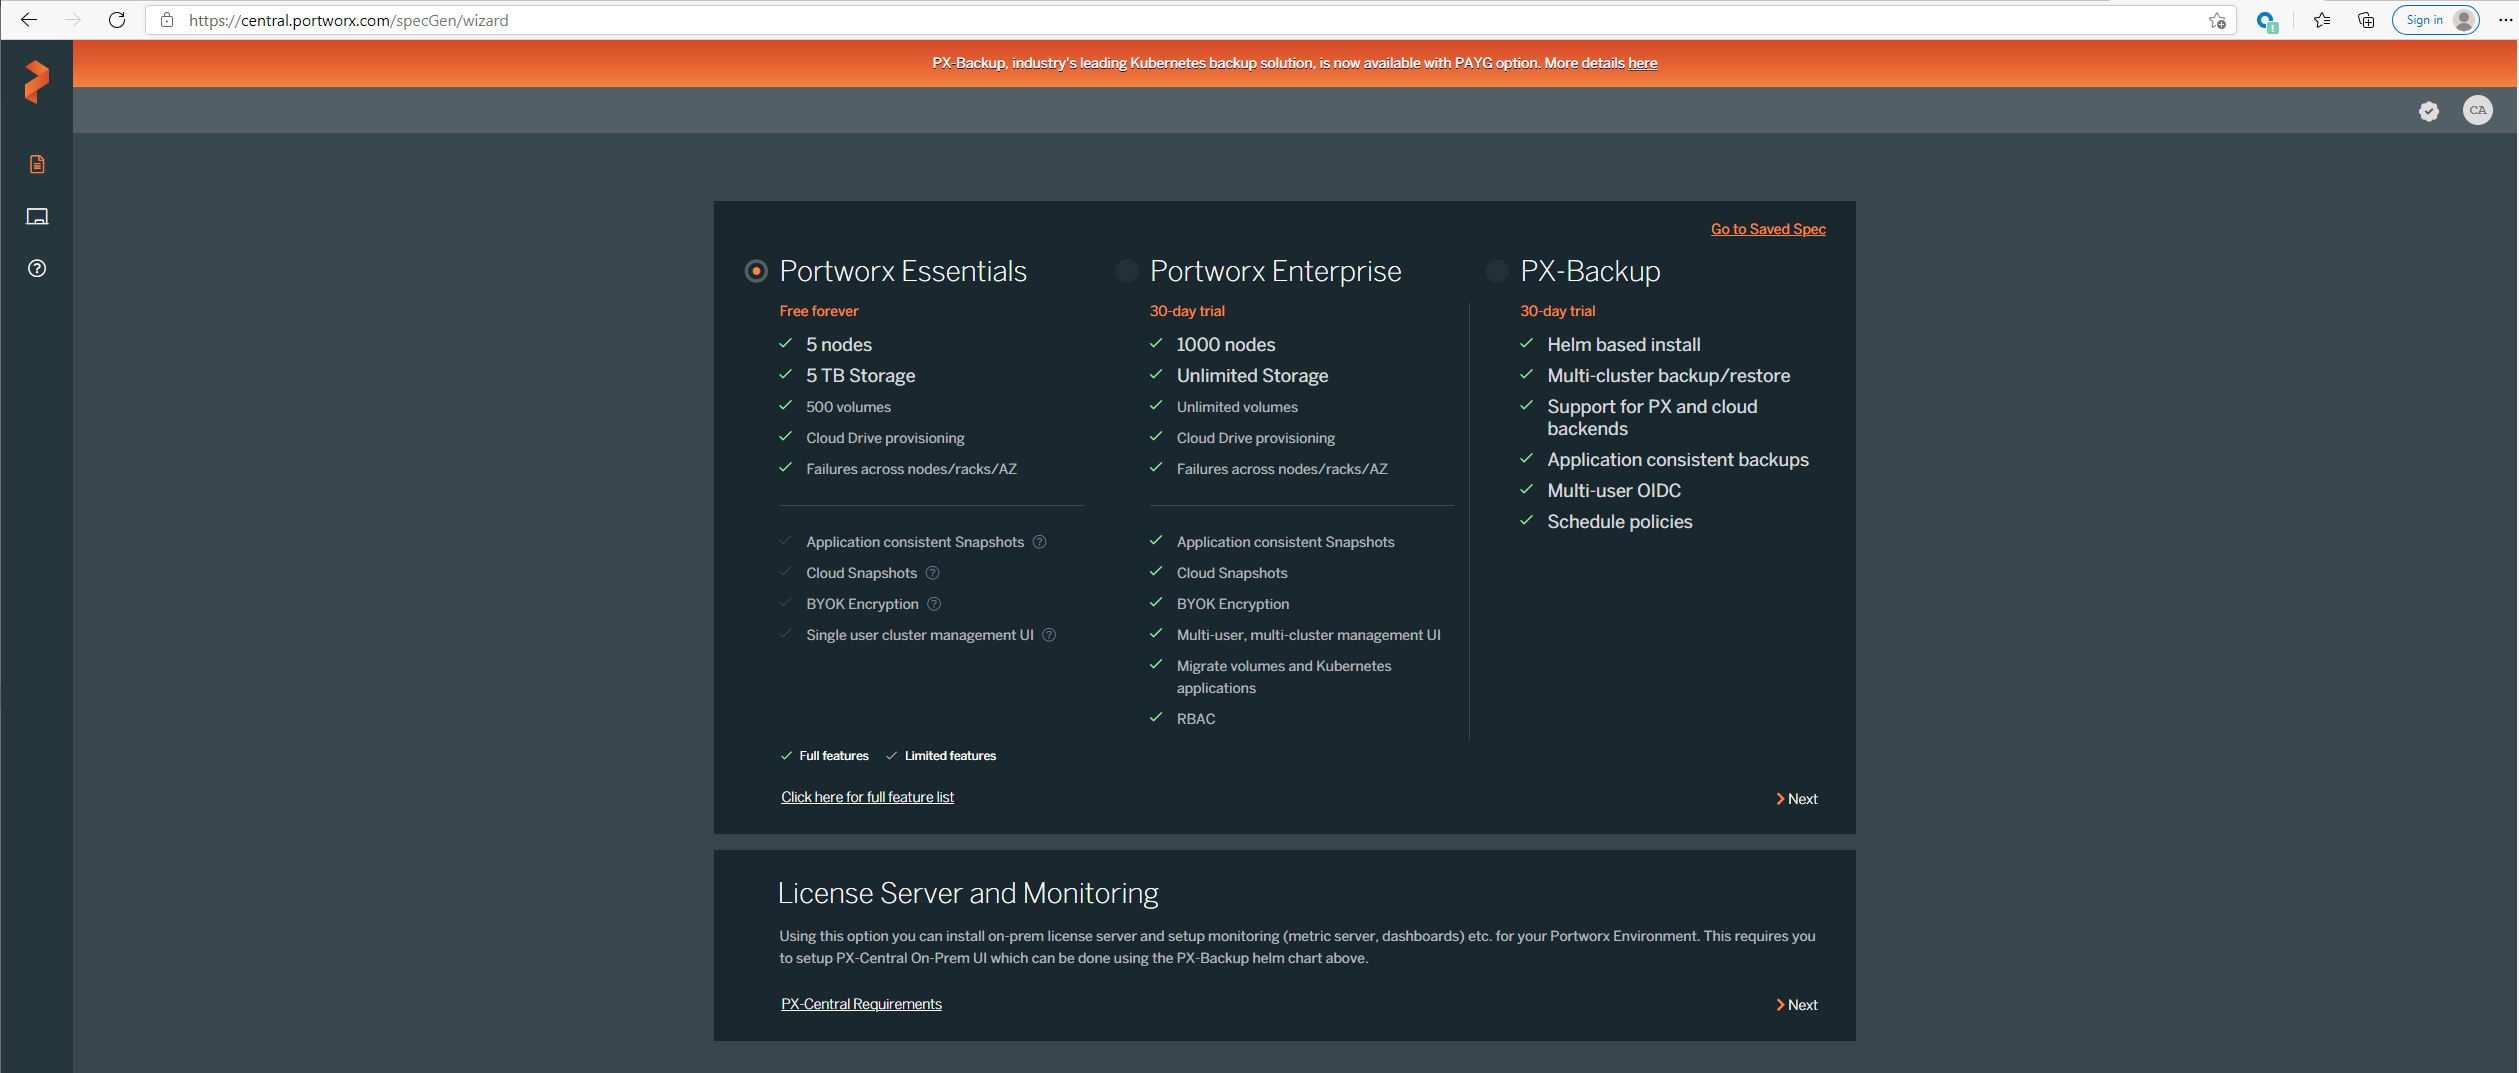 https://central.portworx.com/specGen/wizard
Sign in
PX-Backup, industry's leading Kubernetes backup solution, is now available with PAYG option. More details here
CA
Go to Saved Spec
Portworx Essentials
Free forever
5 nodes
5 TB Storage
500 volumes
Cloud Drive provisioning
Failures across nodes/racks/AZ
Application consistent Snapshots
Cloud Snapshots
BYOK Encryption
Single user cluster management UI
Portworx Enterprise
30-day trial
1000 nodes
Unlimited Storage
Unlimited volumes
Cloud Drive provisioning
Failures across nodes/racks/AZ
Application consistent Snapshots
Cloud Snapshots
BYOK Encryption
Multi-user, multi-cluster management UI
Migrate volumes and Kubernetes
applications
RBAC
PX-Backup
30-day trial
Helm based install
Multi-cluster backup/restore
Support for PX and cloud
backends
Application consistent backups
Multi-user OIDC
Schedule policies
Full features
Limited features
Click here for full feature list
Next
License Server and Monitoring
Using this option you can install on-prem license server and setup monitoring (metric server, dashboards) etc. for your Portworx Environment. This requires you
to setup PX-Central On-Prem UI which can be done using the PX-Backup helm chart above.
PX-Central Requirements
Next